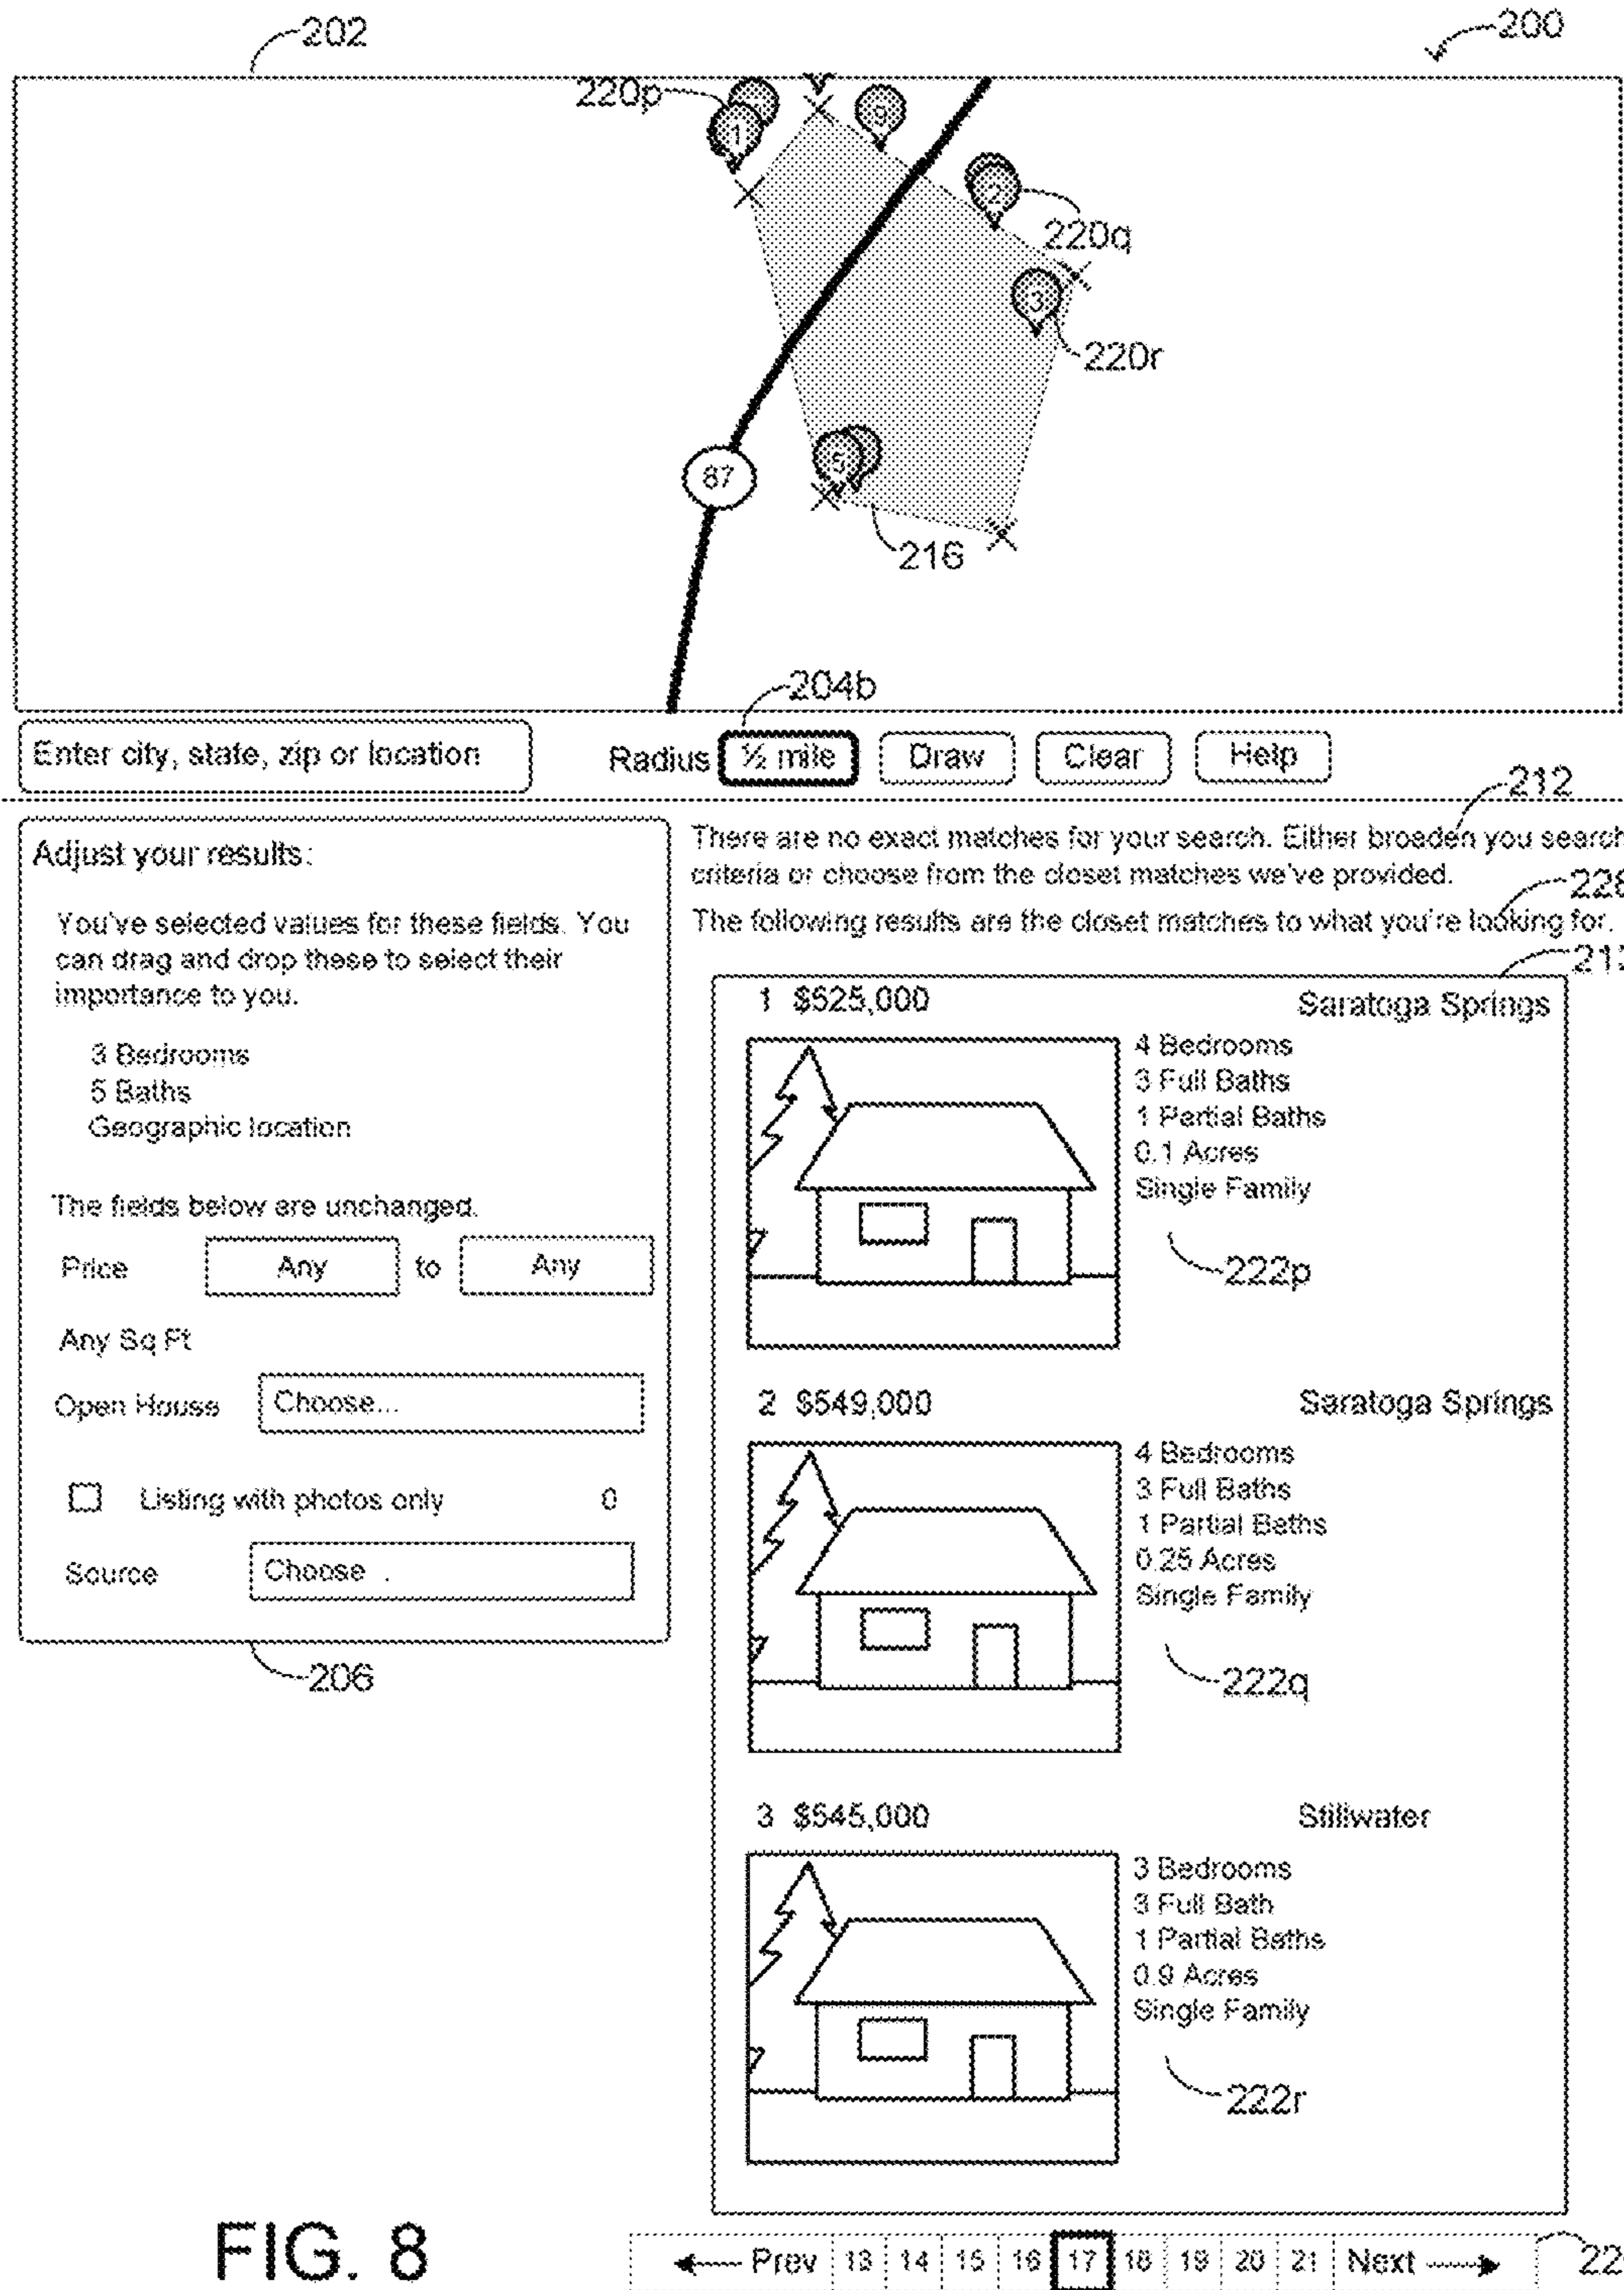 202
200
220p
9
1
2
220q
3
220r
5
87
216
204b
Enter city, state, zip or location
Radius ½ mile Draw Clear Help
212
Adjust your results:
There are no exact matches for your search. Either broaden you search
criteria or choose from the closet matches we've provided.
The following results are the closet matches to what you're looking for.
You've selected values for these fields. You
can drag and drop these to select their
importance to you.
3 Bedrooms
5 Baths
Geographic location
The fields below are unchanged.
Price Any to Any
Any Sq Ft
Open House Choose...
Listing with photos only 0
Source Choose .
206
1 $525,000 Saratoga Springs
4 Bedrooms
3 Full Baths
1 Partial Baths
0.1 Acres
Single Family
222p
2 $549,000 Saratoga Springs
4 Bedrooms
3 Full Baths
1 Partial Baths
0.25 Acres
Single Family
222q
3 $545,000 Stillwater
3 Bedrooms
3 Full Bath
1 Partial Baths
0.9 Acres
Single Family
222r
FIG. 8
Prev 13 14 15 16 17 18 19 20 21 Next